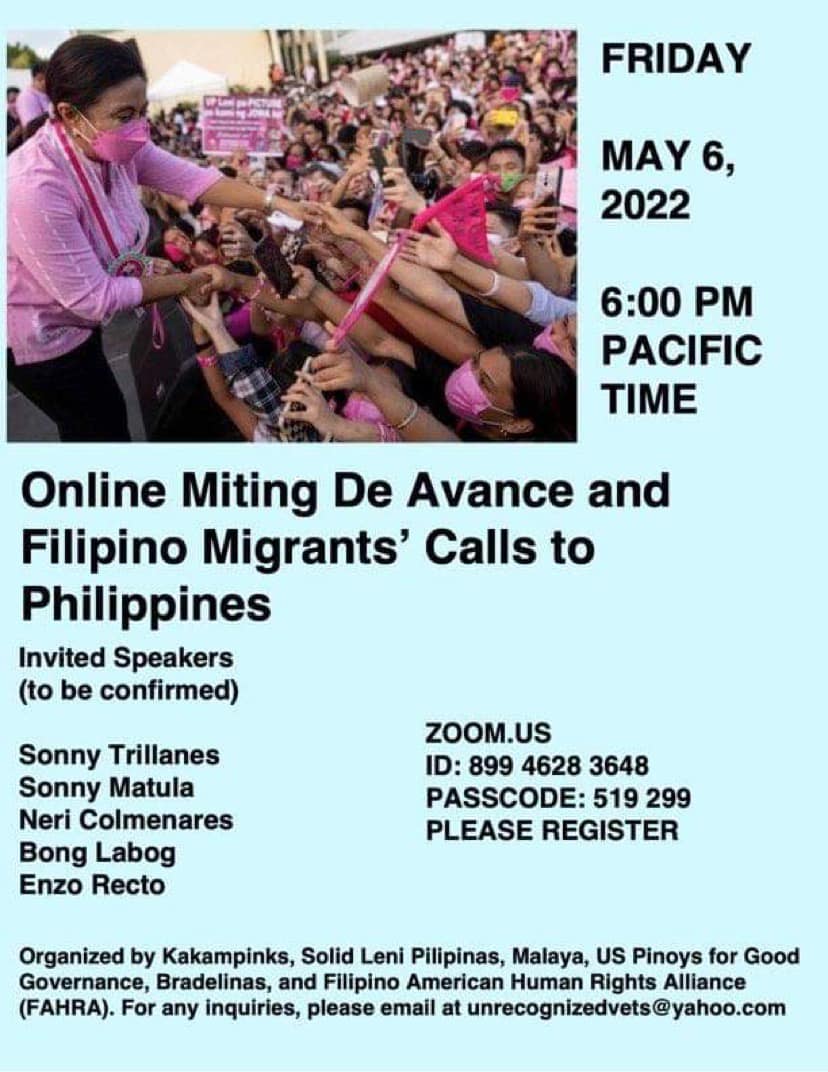 FRIDAY
MAY 6,
2022
6:00 PM
PACIFIC
TIME
Online Miting De Avance and
Filipino Migrants' Calls to
Philippines
Invited Speakers
(to be confirmed)
Sonny Trillanes
Sonny Matula
Neri Colmenares
Bong Labog
Enzo Recto
ZOOM.US
ID: 899 4628 3648
PASSCODE: 519 299
PLEASE REGISTER
Organized by Kakampinks, Solid Leni Pilipinas, Malaya, US Pinoys for Good
Governance, Bradelinas, and Filipino American Human Rights Alliance
(FAHRA). For any inquiries, please email at unrecognizedvets@yahoo.com